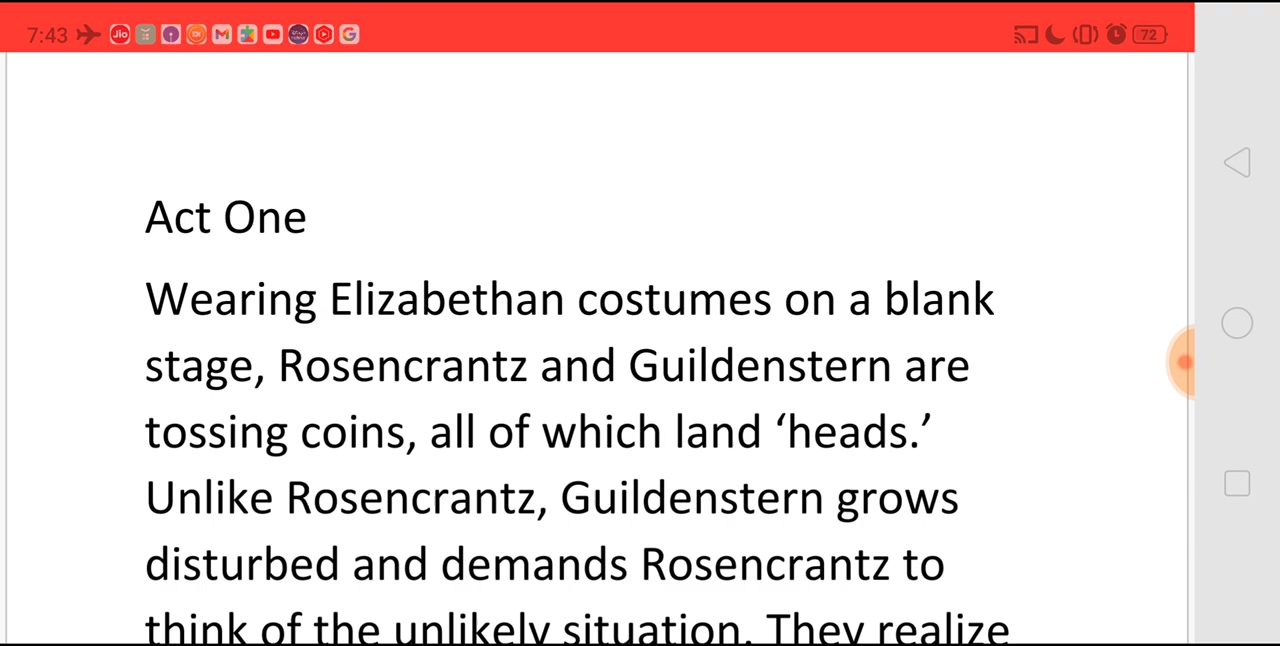 7:43
72
Act One
Wearing Elizabethan costumes on a blank
stage, Rosencrantz and Guildenstern are
tossing coins, all of which land ‘heads.’
Unlike Rosencrantz, Guildenstern grows
disturbed and demands Rosencrantz to
think of the unlikely situation. They realize